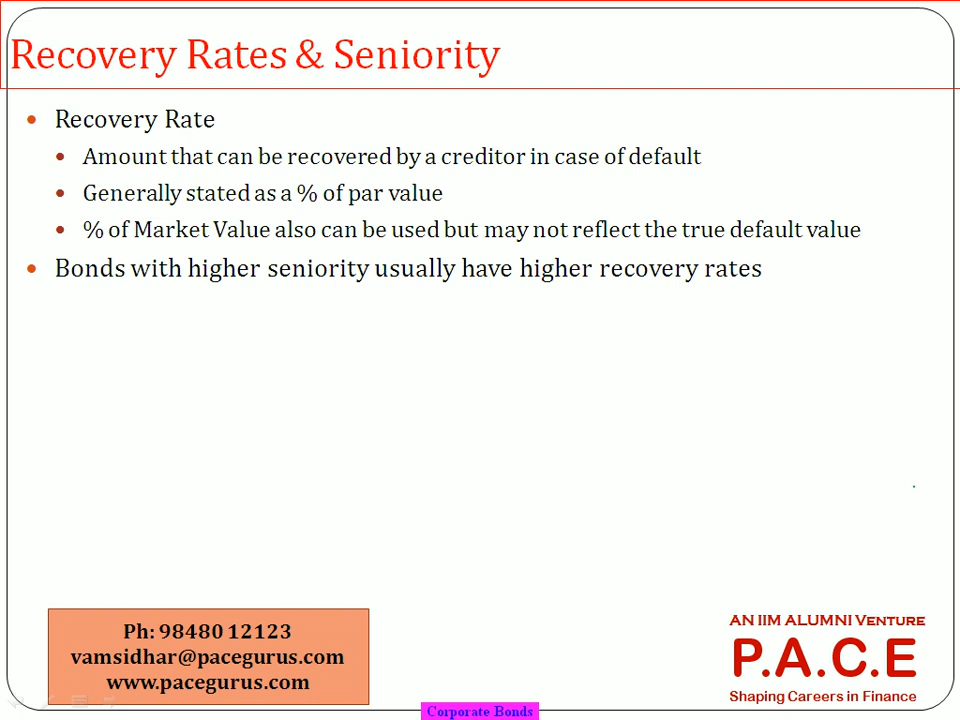 Recovery Rates & Seniority
Recovery Rate
Amount that can be recovered by a creditor in case of default
Generally stated as a % of par value
% of Market Value also can be used but may not reflect the true default value
Bonds with higher seniority usually have higher recovery rates
Ph: 98480 12123
vamsidhar@pacegurus.com
www.pacegurus.com
AN IIM ALUMNI VENTURE
P.A.C.E
Shaping Careers in Finance
Corporate Bonds